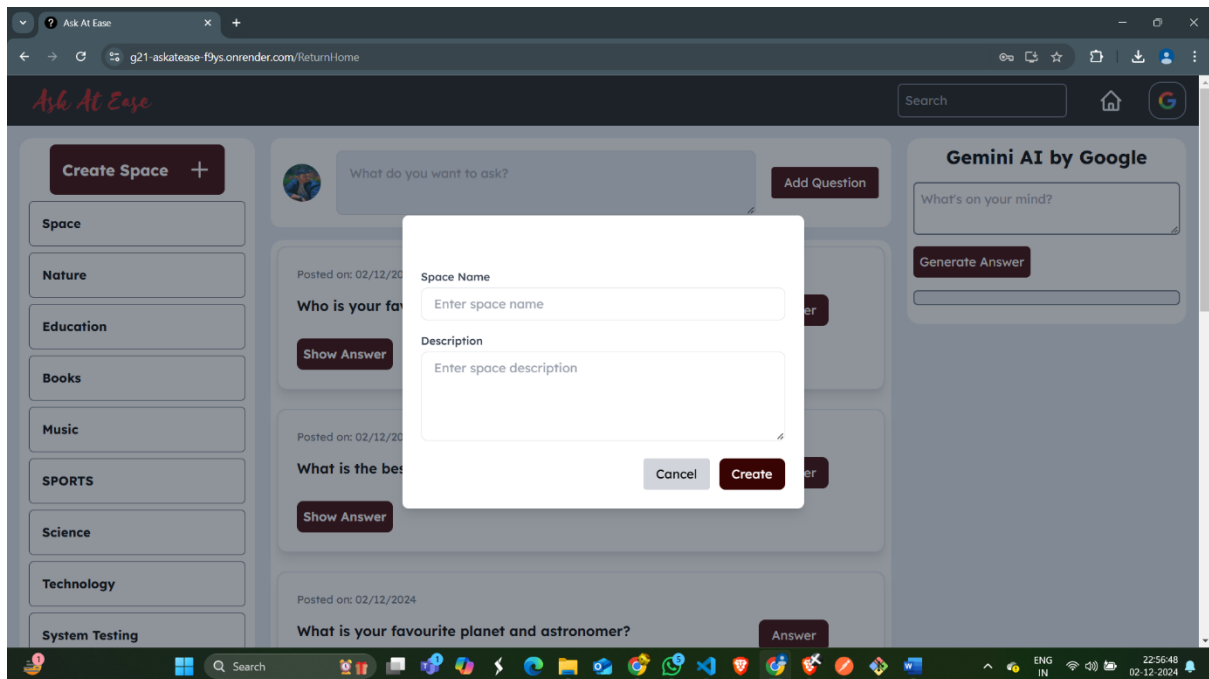 Ask At Ease
g21-askatease-f9ys.onrender.com/ReturnHome
Ask At Ease
Search
Create Space +
Space
Nature
Education
Books
Music
SPORTS
Science
Technology
System Testing
What do you want to ask?
Add Question
Posted on: 02/12/20
Who is your fav
er
Show Answer
Posted on: 02/12/20
What is the bes
er
Show Answer
Posted on: 02/12/2024
What is your favourite planet and astronomer?
Answer
Space Name
Enter space name
Description
Enter space description
Cancel
Create
Gemini AI by Google
What's on your mind?
Generate Answer
Search
ENG
IN
22:56:48
02-12-2024